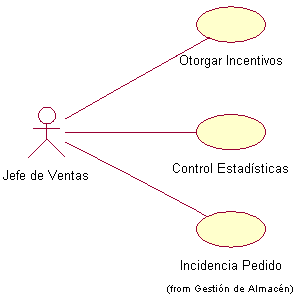 Otorgar Incentivos
Control Estadísticas
Jefe de Ventas
Incidencia Pedido
(from Gestión de Almacén)